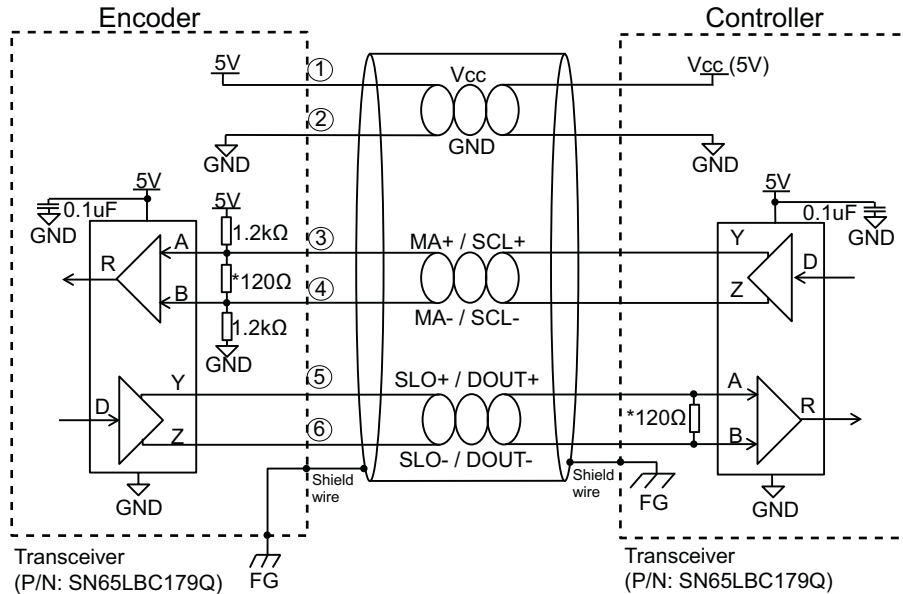 Encoder
Controller
5V
①
Vcc
Vcc (5V)
②
GND
GND
GND
5V
0.1uF
GND
5V
1.2kΩ
③
MA+ / SCL+
5V
0.1uF
GND
A
R
*120Ω
B
④
MA- / SCL-
Y
D
Z
1.2kΩ
GND
⑤
SLO+ / DOUT+
Y
D
Z
⑥
SLO- / DOUT-
*120Ω
A
R
B
GND
Shield
wire
Shield
wire
FG
GND
Transceiver
(P/N: SN65LBC179Q)
FG
Transceiver
(P/N: SN65LBC179Q)